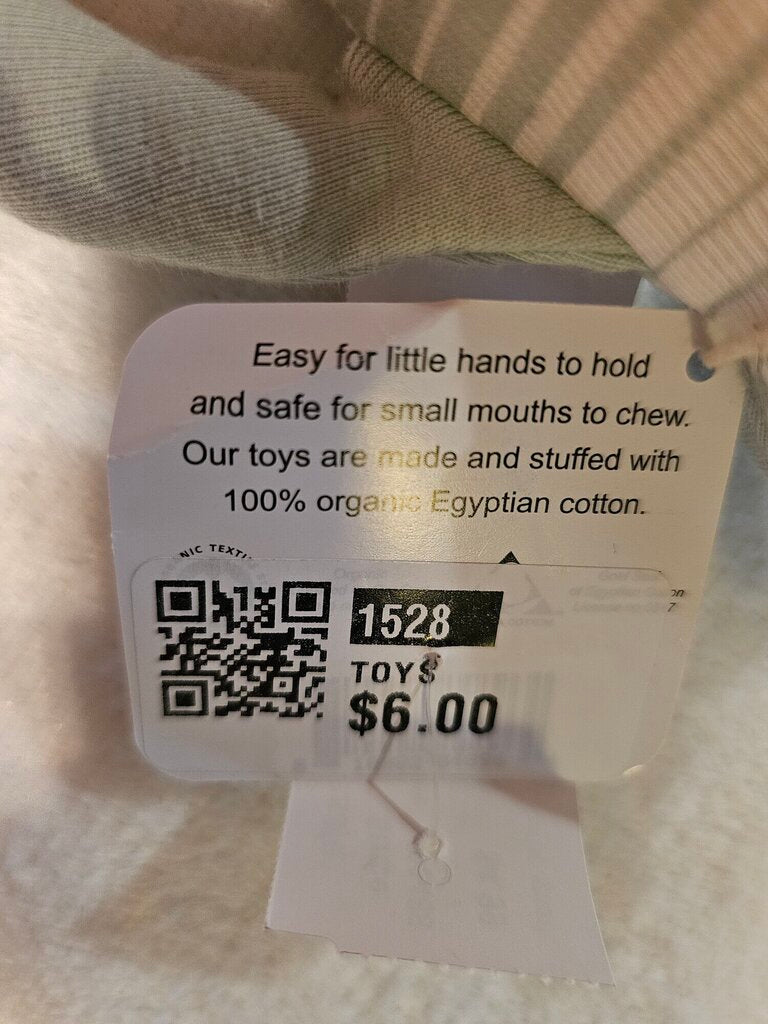 Easy for little hands to hold
and safe for small mouths to chew.
Our toys are made and stuffed with
100% organic Egyptian cotton.
1528
TOYS
$6.00